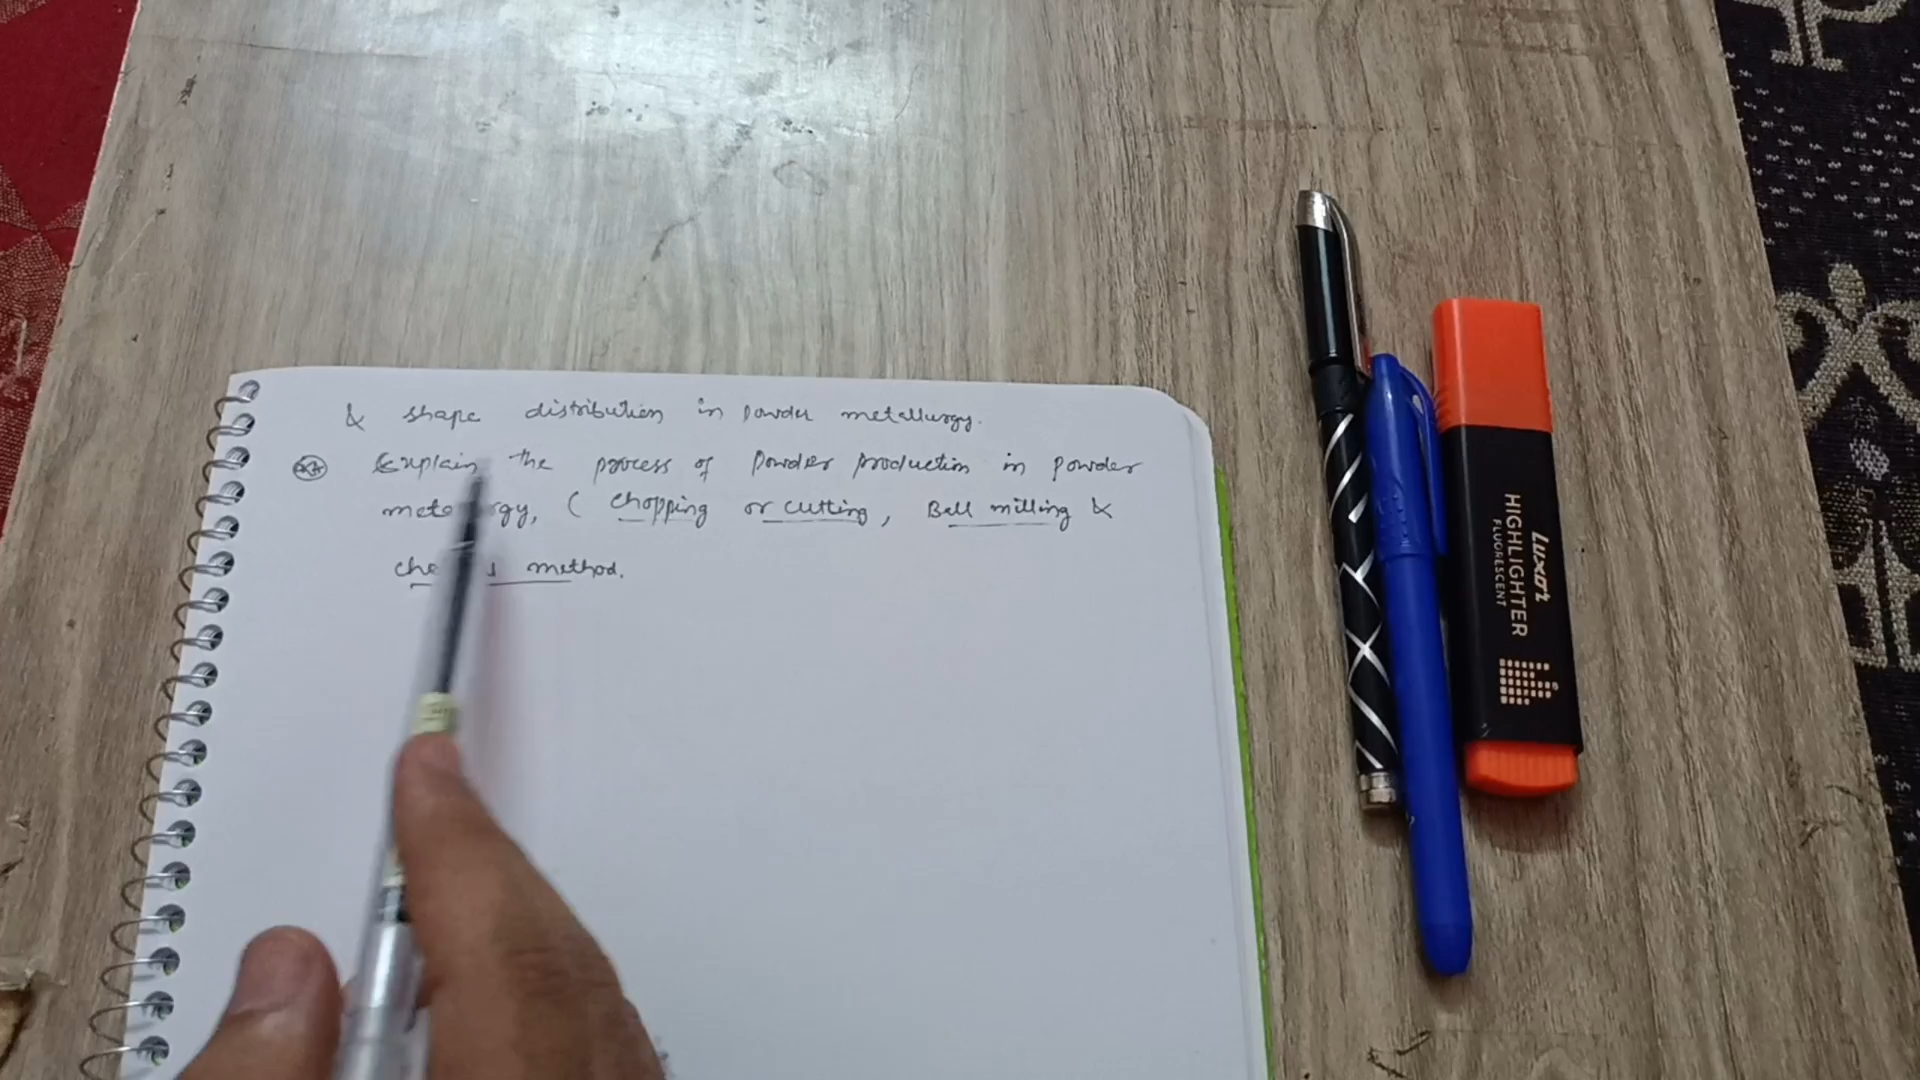 & shape distribution in powder metallurgy.
Explain the process of Powder production in powder
( chopping or cutting, Ball milling &
method.
Luxor
HIGHLIGHTER
FLUORESCENT